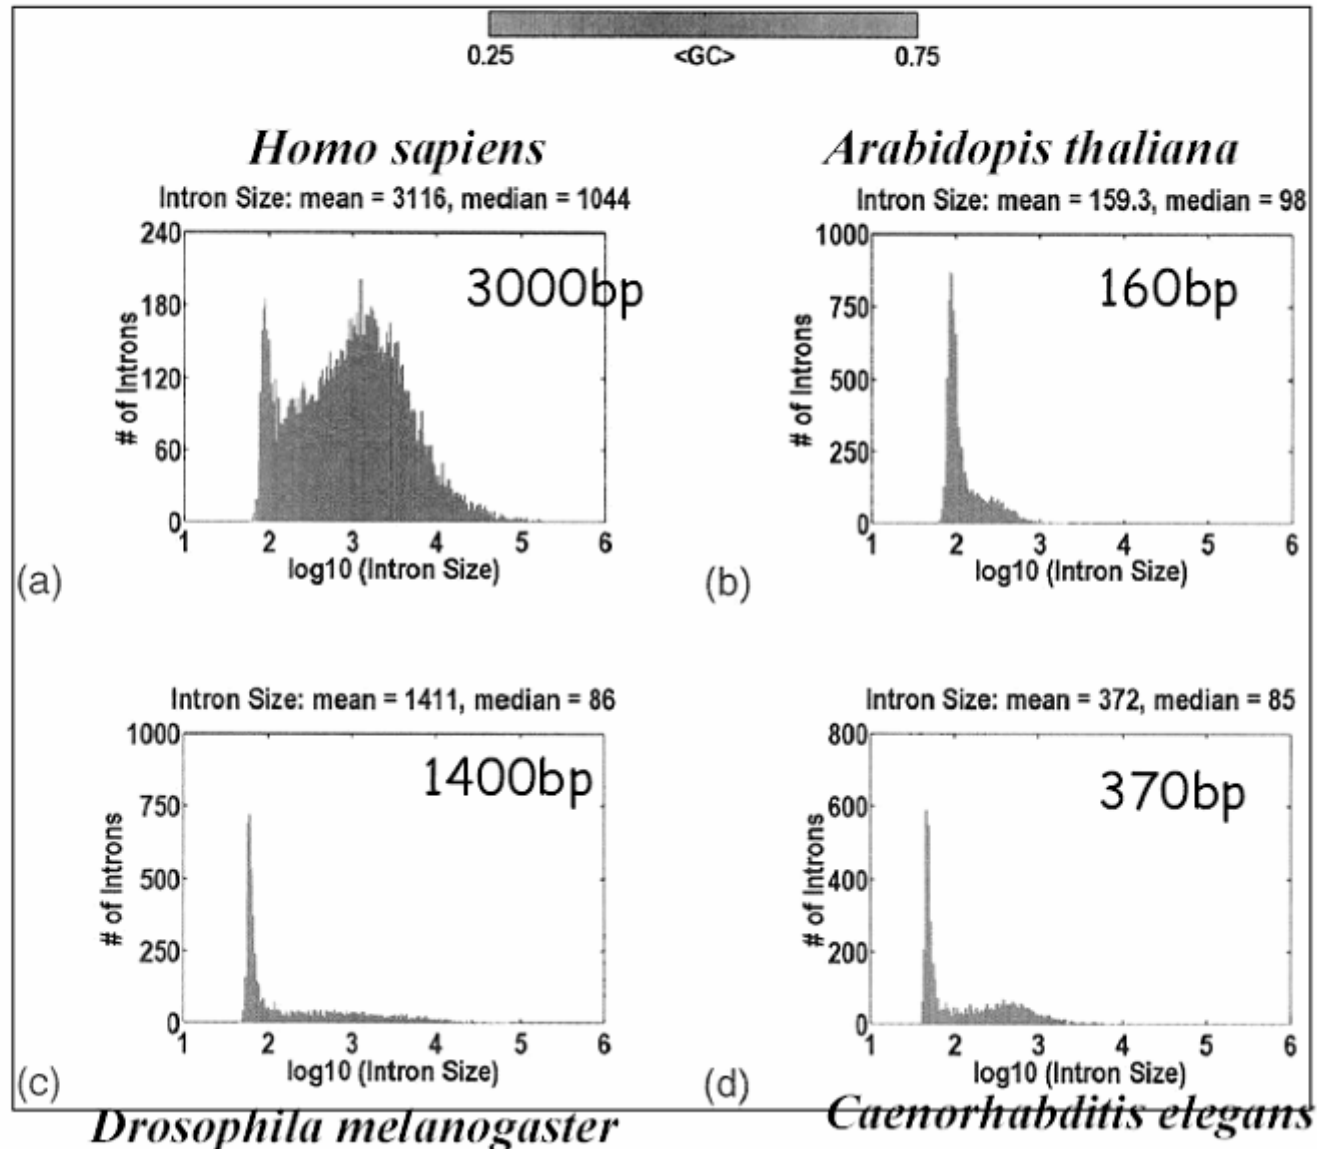 0.25 <GC> 0.75
Homo sapiens
Intron Size: mean = 3116, median = 1044
240
180
120
60
0
# of Introns
3000bp
1 2 3 4 5 6
log10 (Intron Size)
(a)
Arabidopis thaliana
Intron Size: mean = 159.3, median = 98
1000
750
500
250
0
# of Introns
160bp
1 2 3 4 5 6
log10 (Intron Size)
(b)
Intron Size: mean = 1411, median = 86
1000
750
500
250
0
# of Introns
1400bp
1 2 3 4 5 6
log10 (Intron Size)
(c)
Drosophila melanogaster
Intron Size: mean = 372, median = 85
800
600
400
200
0
# of Introns
370bp
1 2 3 4 5 6
log10 (Intron Size)
(d)
Caenorhabditis elegans